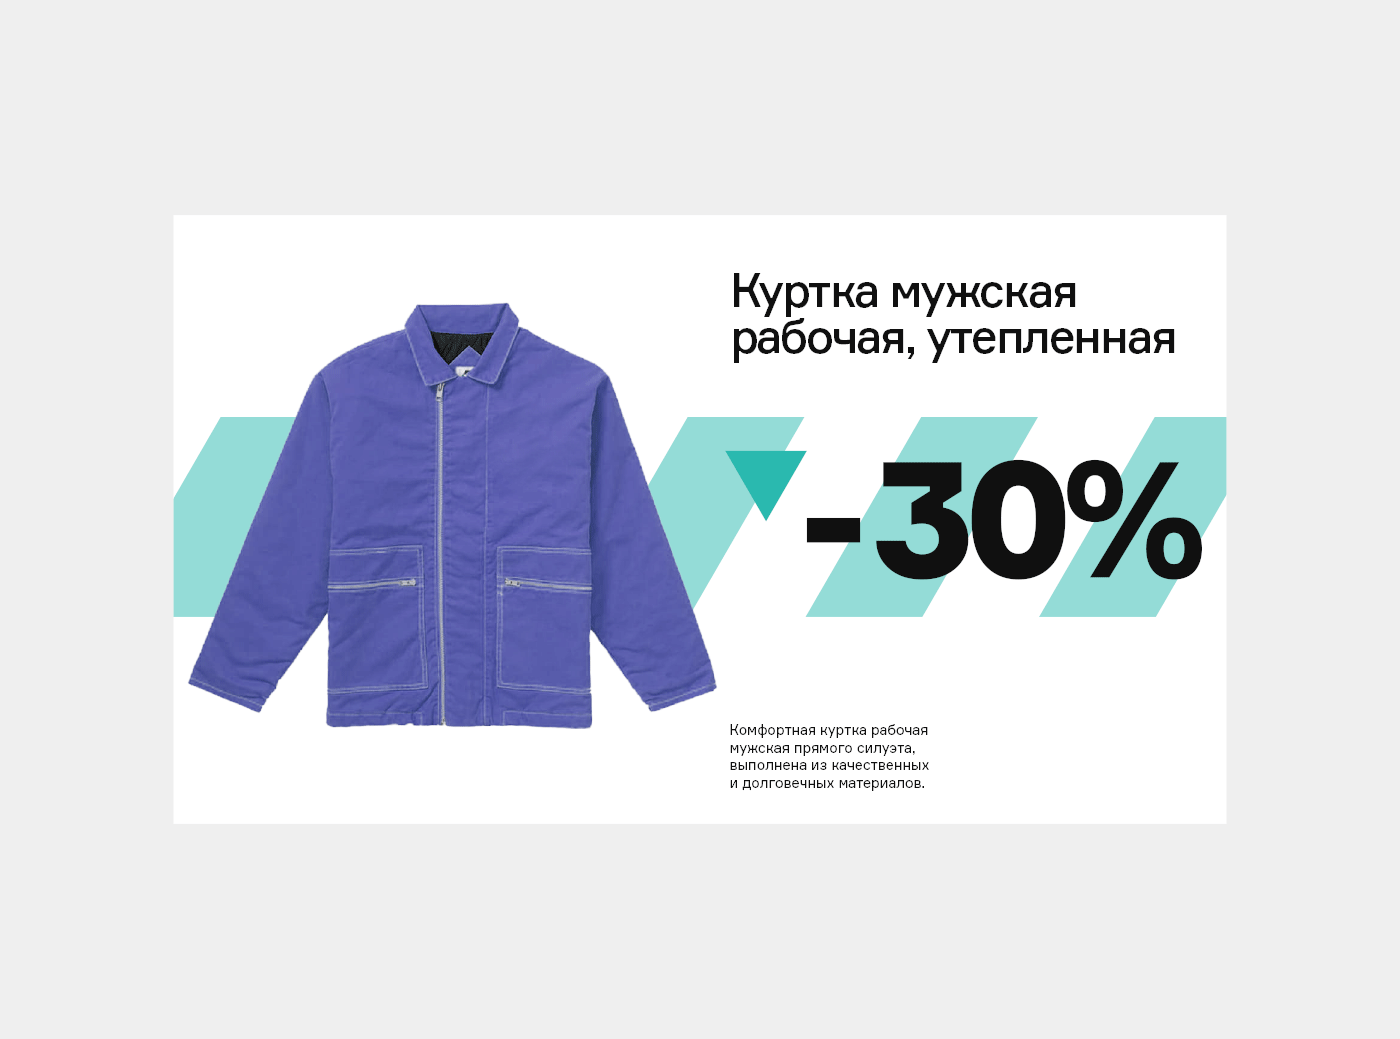 Куртка мужская
рабочая, утепленная
-30%
Комфортная куртка рабочая
мужская прямого силуэта,
выполнена из качественных
и долговечных материалов.